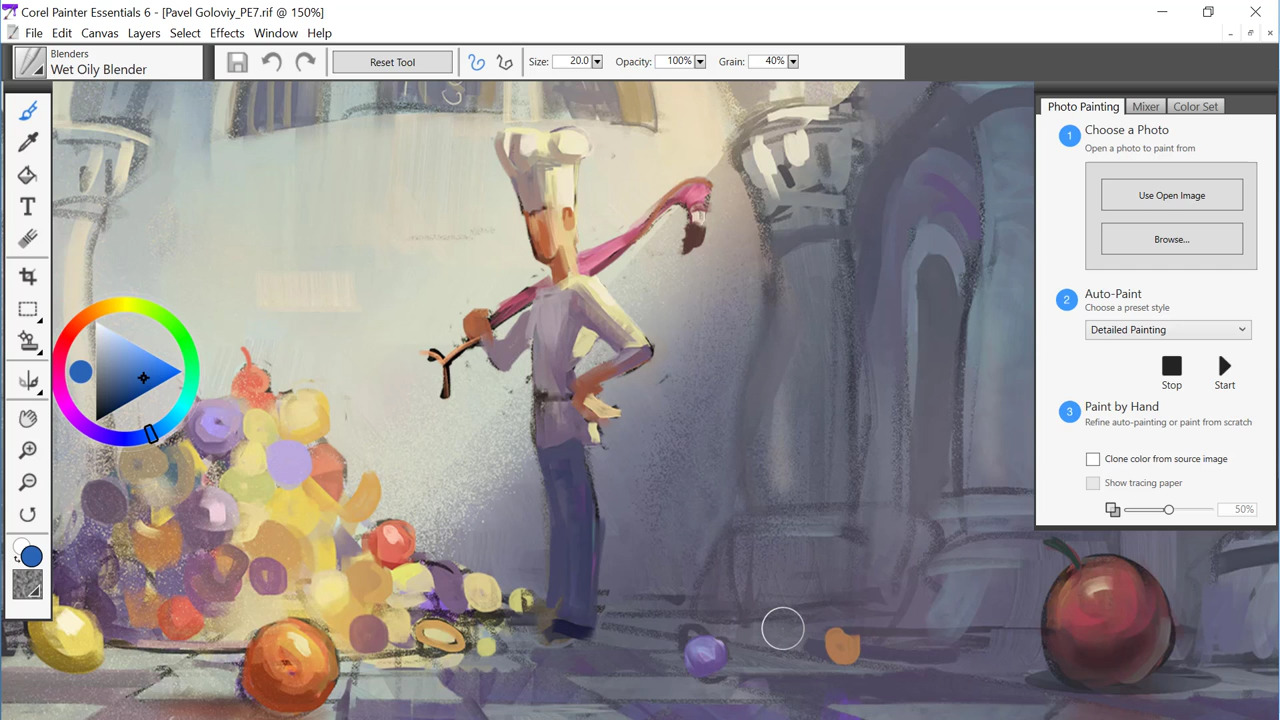 Corel Painter Essentials 6 - [Pavel Goloviy_PE7.rif @ 150%]
File Edit Canvas Layers Select Effects Window Help
Blenders
Wet Oily Blender
Reset Tool
Size: 20.0 Opacity: 100% Grain: 40%
T
Photo Painting Mixer Color Set
1 Choose a Photo
Open a photo to paint from
Use Open Image
Browse...
2 Auto-Paint
Choose a preset style
Detailed Painting
Stop Start
3 Paint by Hand
Refine auto-painting or paint from scratch
Clone color from source image
Show tracing paper
50%